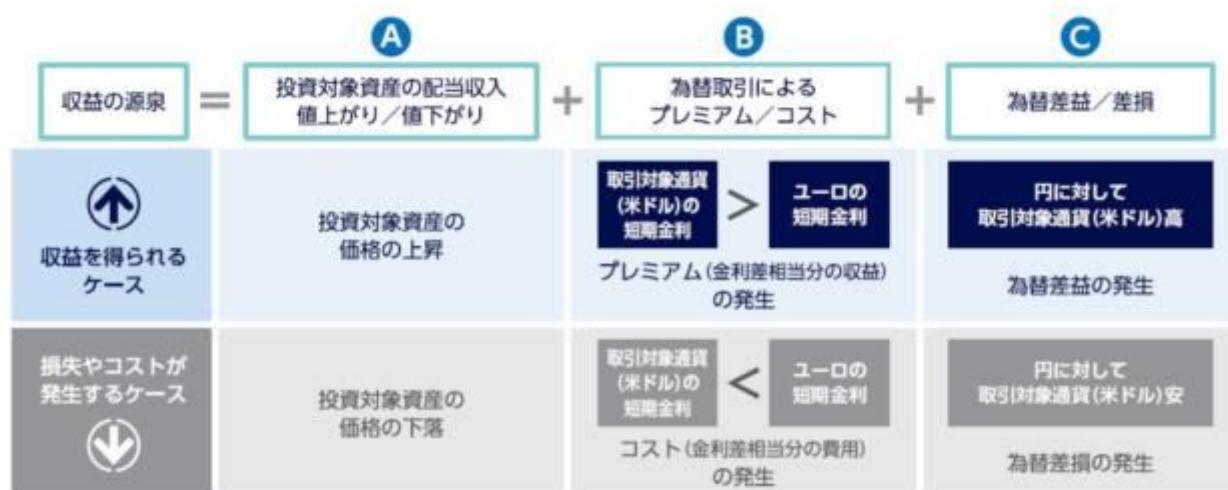 A
B
C
収益の源泉
=
投資対象資産の配当収入
値上がり／値下がり
+
為替取引による
プレミアム／コスト
+
為替差益／差損
収益を得られる
ケース
投資対象資産の
価格の上昇
取引対象通貨
(米ドル)の
短期金利
>
ユーロの
短期金利
プレミアム(金利差相当分の収益)
の発生
円に対して
取引対象通貨(米ドル)高
為替差益の発生
損失やコストが
発生するケース
投資対象資産の
価格の下落
取引対象通貨
(米ドル)の
短期金利
<
ユーロの
短期金利
コスト(金利差相当分の費用)
の発生
円に対して
取引対象通貨(米ドル)安
為替差損の発生